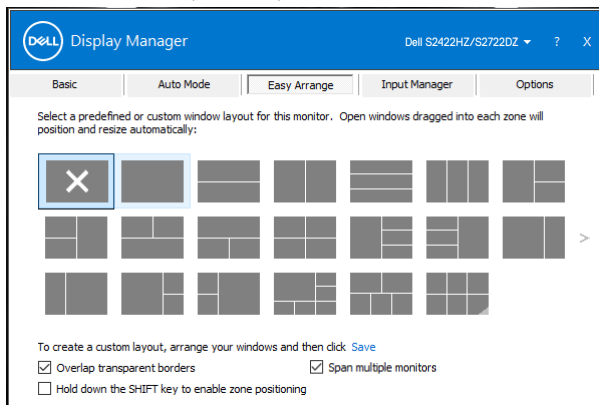 DELL Display Manager Dell S2422HZ/S2722DZ ? X
Basic Auto Mode Easy Arrange Input Manager Options
Select a predefined or custom window layout for this monitor. Open windows dragged into each zone will
position and resize automatically:
>
To create a custom layout, arrange your windows and then click Save
Overlap transparent borders Span multiple monitors
Hold down the SHIFT key to enable zone positioning